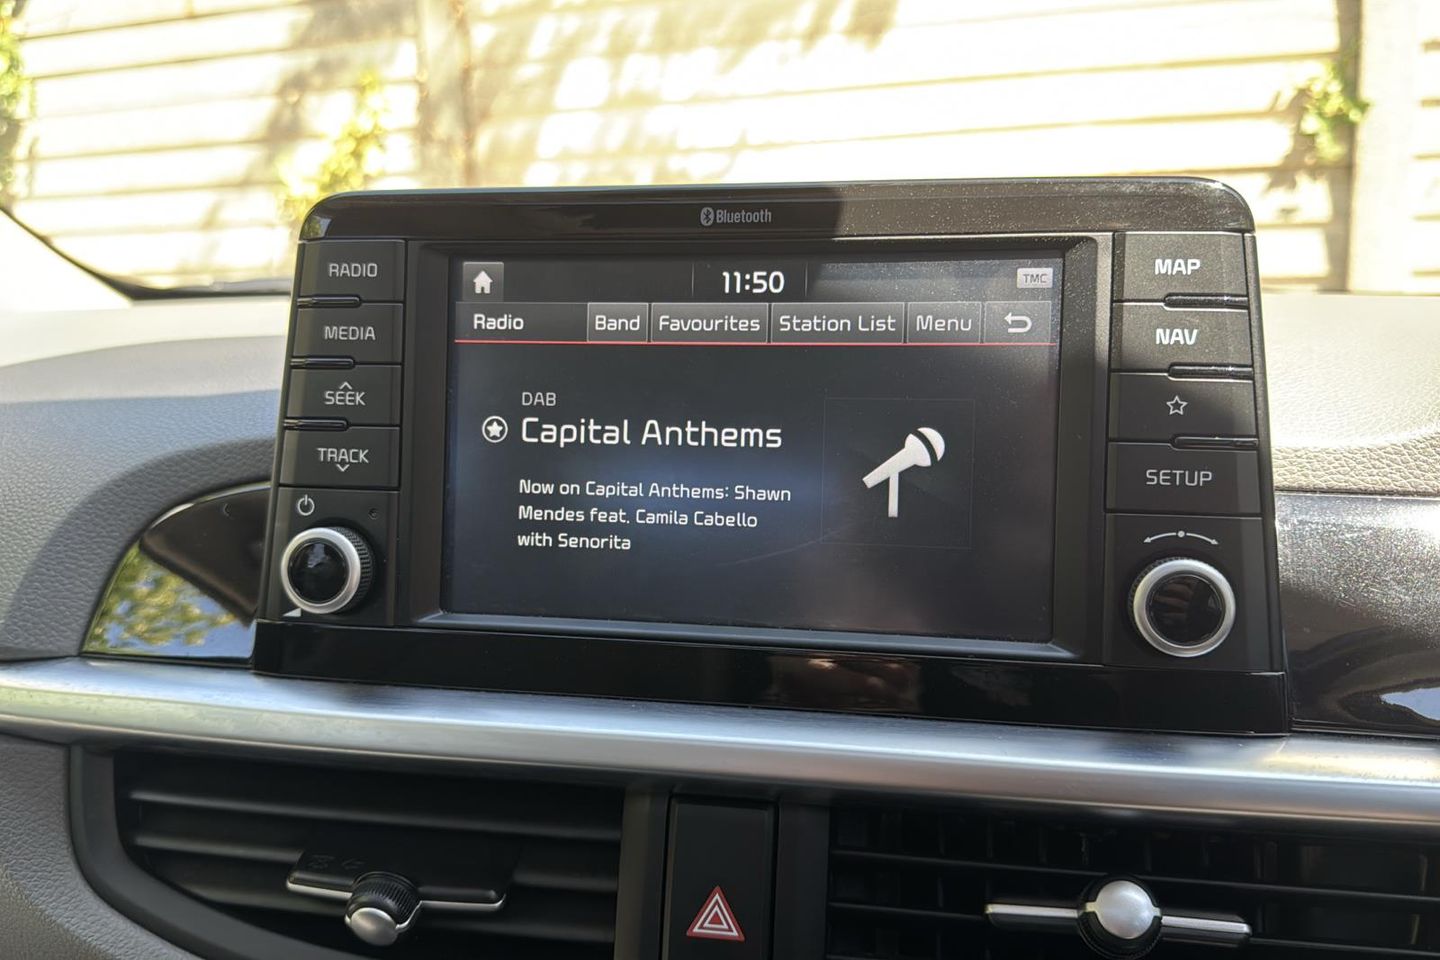 Bluetooth
RADIO
MEDIA
SEEK
TRACK
11:50
TMC
Radio
Band
Favourites
Station List
Menu
DAB
Capital Anthems
Now on Capital Anthems: Shawn
Mendes feat. Camila Cabello
with Senorita
MAP
NAV
SETUP